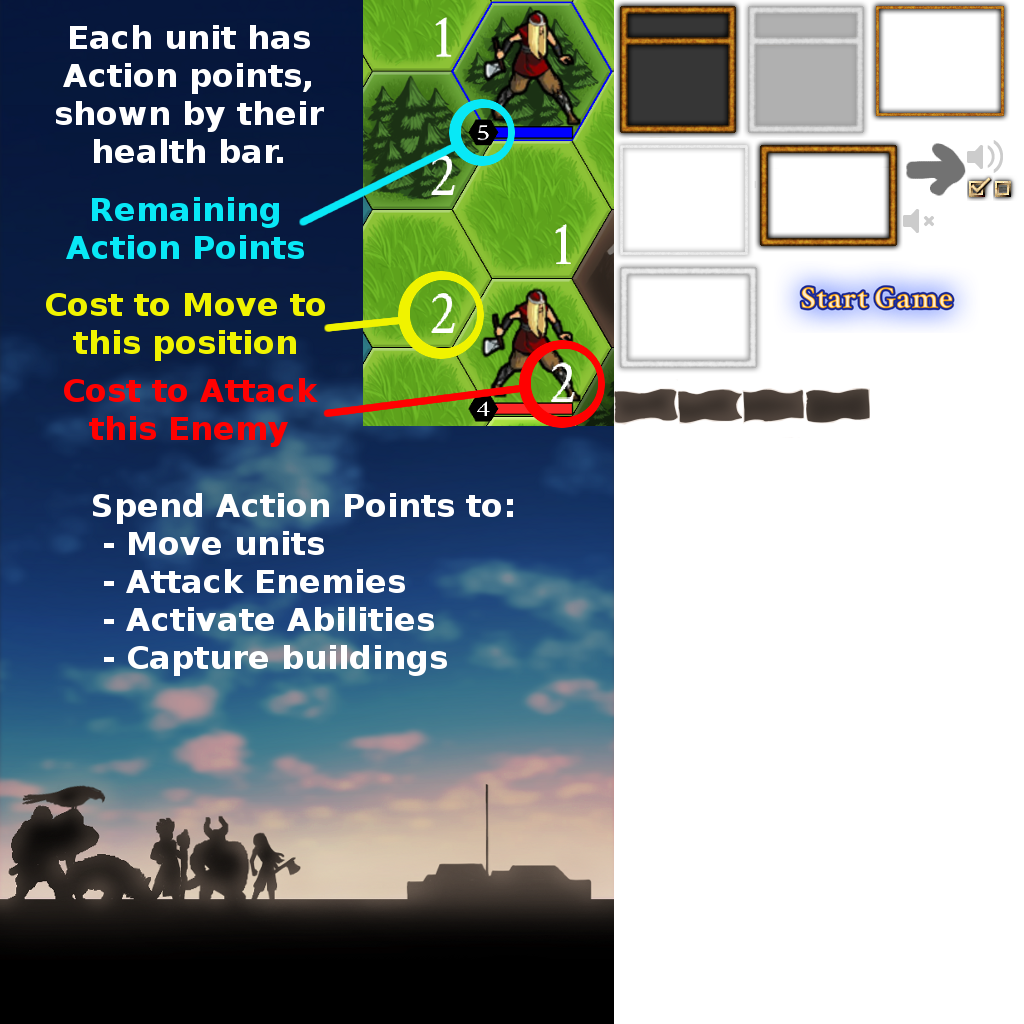 Each unit has
Action points,
shown by their
health bar.
Remaining
Action Points
Cost to Move to
this position
Cost to Attack
this Enemy
1
5
2
1
2
2
4
Spend Action Points to:
- Move units
- Attack Enemies
- Activate Abilities
- Capture buildings
Start Game